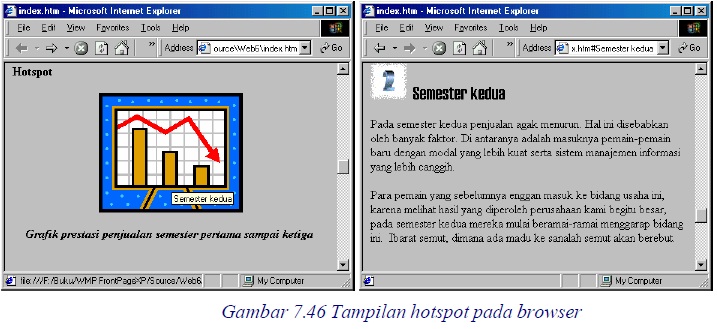 index.htm - Microsoft Internet Explorer
File Edit View Favorites Tools Help
Address ource\Web6\index.htm Go
Hotspot
Semester kedua
Grafik prestasi penjualan semester pertama sampai ketiga
file:///F:/Buku/WMP FrontPageXP/Source/Web6 My Computer
index.htm - Microsoft Internet Explorer
File Edit View Favorites Tools Help
Address x.htm#Semester kedua Go
2 Semester kedua
Pada semester kedua penjualan agak menurun. Hal ini disebabkan
oleh banyak faktor. Di antaranya adalah masuknya pemain-pemain
baru dengan modal yang lebih kuat serta sistem manajemen informasi
yang lebih canggih.
Para pemain yang sebelumnya enggan masuk ke bidang usaha ini,
karena melihat hasil yang diperoleh perusahaan kami begitu besar,
pada semester kedua mereka mulai beramai-ramai menggarap bidang
ini. Ibarat semut, dimana ada madu ke sanalah semut akan berebut.
My Computer
Gambar 7.46 Tampilan hotspot pada browser